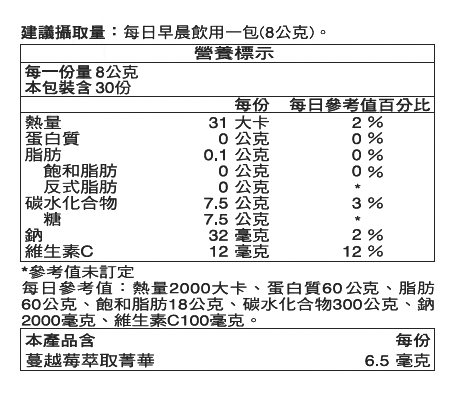 建議攝取量：每日早晨飲用一包(8公克)。
營養標示
每一份量8公克
本包裝含30份
每份 每日參考值百分比
熱量 31 大卡 2 %
蛋白質 0 公克 0 %
脂肪 0.1 公克 0 %
飽和脂肪 0 公克 0 %
反式脂肪 0 公克 *
碳水化合物 7.5 公克 3 %
糖 7.5 公克 *
鈉 32 毫克 2 %
維生素C 12 毫克 12 %
*參考值未訂定
每日參考值：熱量2000大卡、蛋白質60公克、脂肪
60公克、飽和脂肪18公克、碳水化合物300公克、鈉
2000毫克、維生素C100毫克。
本產品含 每份
蔓越莓萃取菁華 6.5 毫克